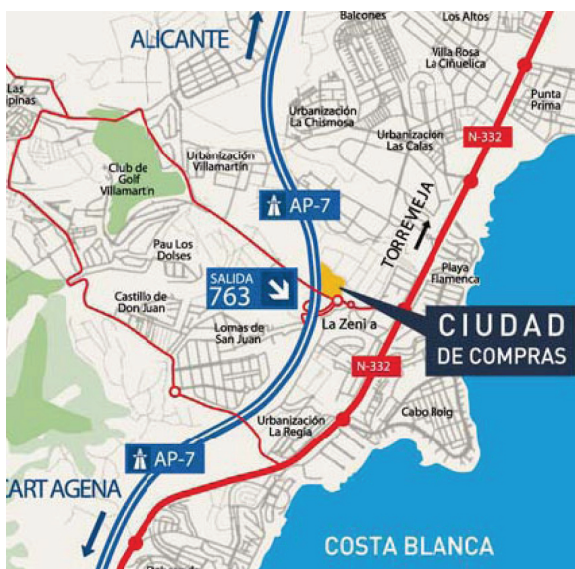 Balcones
Los Altos
ALICANTE
Villa Rosa
La Ciñuelica
Las
Punta
Prima
Urbanización
La Chismosa
Urbanización
Las Calas
N-332
Club de
Golf
Villamartin
Urbanización
Villamartín
AP-7
TORREVIEJA
Pau Los
Dolses
SALIDA
763
Playa
Flamenca
Castillo de
Don Juan
Lomas de
San Juan
La Zenia
CIUDAD
DE COMPRAS
N-332
Cabo Roig
Urbanización
La Regia
AP-7
CARTAGENA
COSTA BLANCA